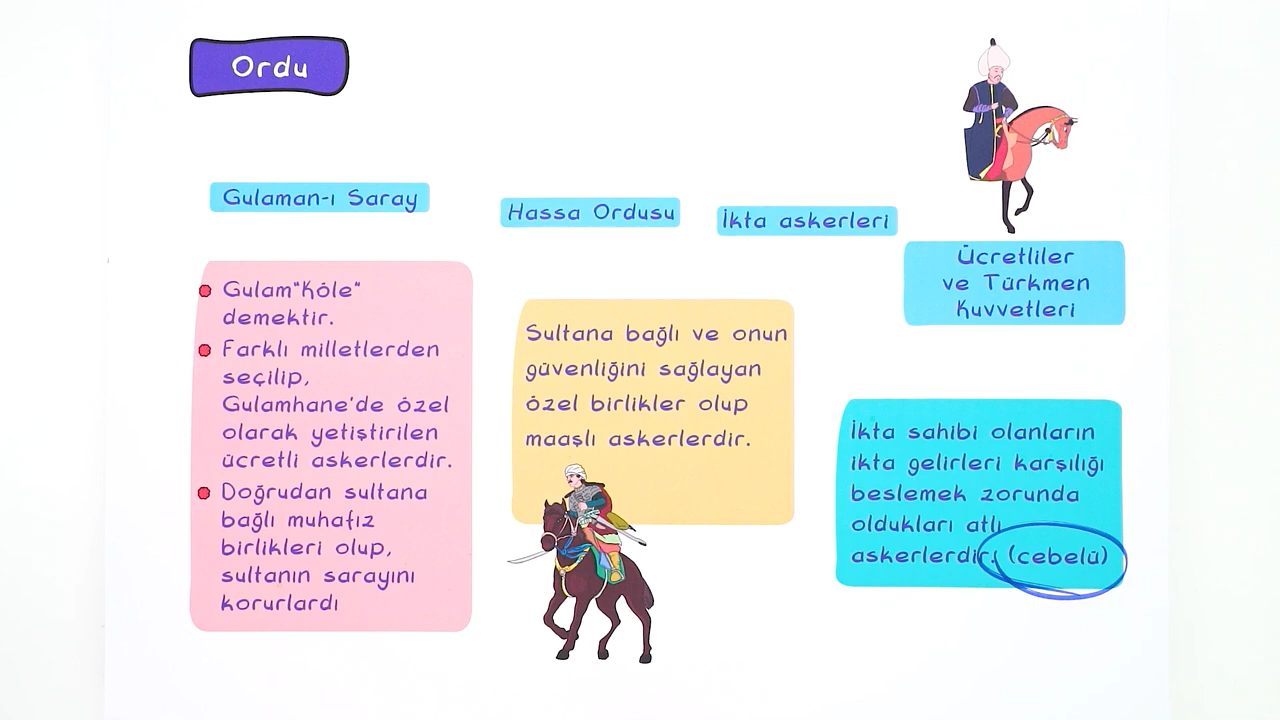 Ordu
Gulaman-ı Saray
Hassa Ordusu
İkta askerleri
Ücretliler
ve Türkmen
Kuvvetleri
Gulam"Köle"
demektir.
Farklı milletlerden
seçilip,
Gulamhane'de özel
olarak yetiştirilen
ücretli askerlerdir.
Doğrudan sultana
bağlı muhafız
birlikleri olup,
sultanın sarayını
korurlardı
Sultana bağlı ve onun
güvenliğini sağlayan
özel birlikler olup
maaşlı askerlerdir.
İkta sahibi olanların
ikta gelirleri karşılığı
beslemek zorunda
oldukları atlı
askerlerdir. (cebelü)